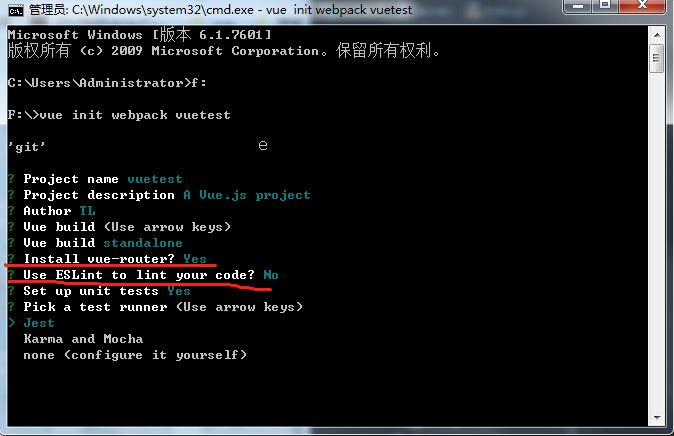 管理员: C:\Windows\system32\cmd.exe - vue  init webpack vuetest
Microsoft Windows [版本 6.1.7601]
版权所有 (c) 2009 Microsoft Corporation。保留所有权利。
C:\Users\Administrator>f:
F:\>vue init webpack vuetest
'git' e
? Project name vuetest
? Project description A Vue.js project
? Author TL
? Vue build (Use arrow keys)
? Vue build standalone
? Install vue-router? Yes
? Use ESLint to lint your code? No
? Set up unit tests Yes
? Pick a test runner (Use arrow keys)
> Jest
Karma and Mocha
none (configure it yourself)